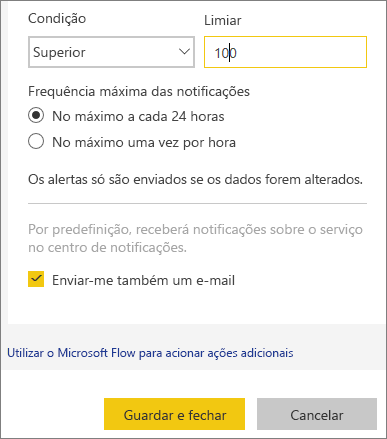 Condição Limiar
Superior 100
Frequência máxima das notificações
No máximo a cada 24 horas
No máximo uma vez por hora
Os alertas só são enviados se os dados forem alterados.
Por predefinição, receberá notificações sobre o serviço
no centro de notificações.
Enviar-me também um e-mail
Utilizar o Microsoft Flow para acionar ações adicionais
Guardar e fechar Cancelar